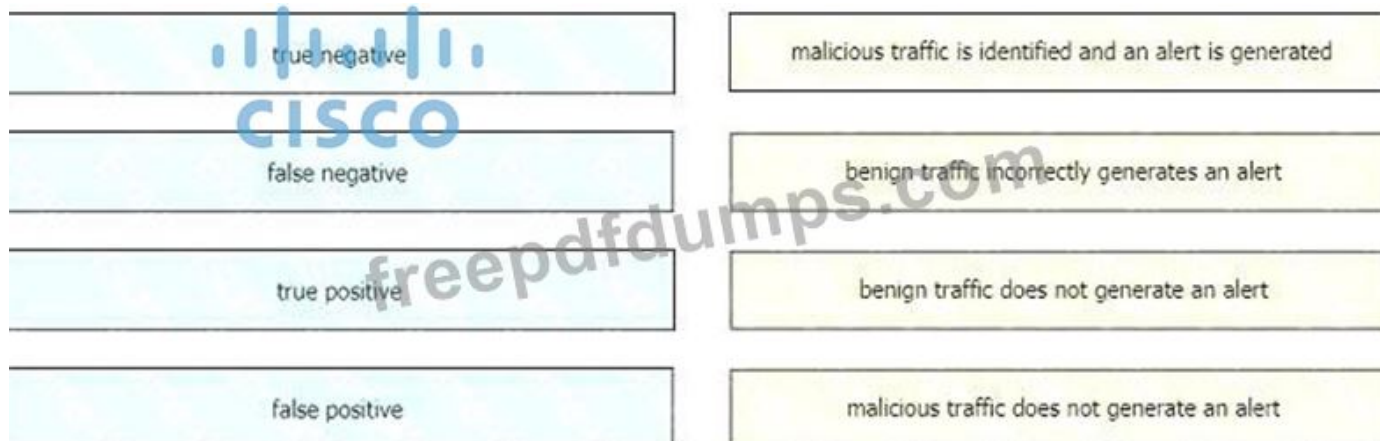 true negative
malicious traffic is identified and an alert is generated
CISCO
false negative
benign traffic incorrectly generates an alert
freepdfdumps.com
true positive
benign traffic does not generate an alert
false positive
malicious traffic does not generate an alert